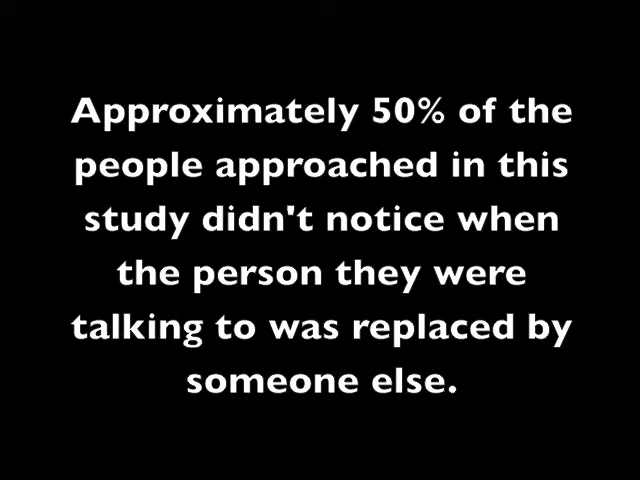 Approximately 50% of the
people approached in this
study didn't notice when
the person they were
talking to was replaced by
someone else.